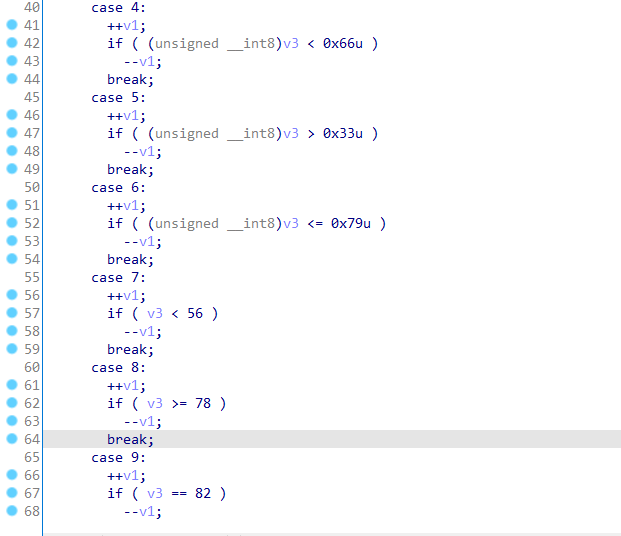 40 case 4:
41 ++v1;
42 if ( (unsigned __int8)v3 < 0x66u )
43 --v1;
44 break;
45 case 5:
46 ++v1;
47 if ( (unsigned __int8)v3 > 0x33u )
48 --v1;
49 break;
50 case 6:
51 ++v1;
52 if ( (unsigned __int8)v3 <= 0x79u )
53 --v1;
54 break;
55 case 7:
56 ++v1;
57 if ( v3 < 56 )
58 --v1;
59 break;
60 case 8:
61 ++v1;
62 if ( v3 >= 78 )
63 --v1;
64 break;
65 case 9:
66 ++v1;
67 if ( v3 == 82 )
68 --v1;